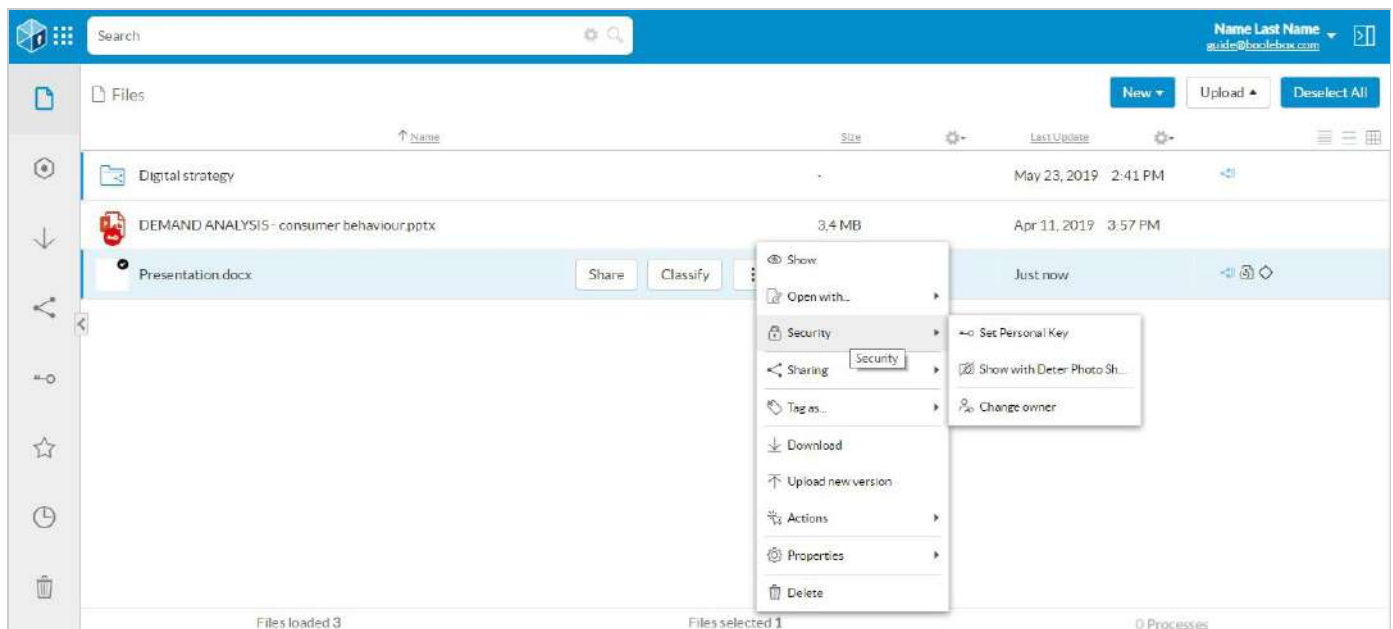 Search
Name Last Name
guide@boolebox.com
Files
New
Upload
Deselect All
Name
Size
Last Update
Digital strategy
-
May 23, 2019 2:41 PM
DEMAND ANALYSIS - consumer behaviour.pptx
3,4 MB
Apr 11, 2019 3:57 PM
Presentation.docx
Share
Classify
Just now
Show
Open with...
Security
Security
Set Personal Key
Sharing
Show with Deter Photo Sh...
Tag as...
Change owner
Download
Upload new version
Actions
Properties
Delete
Files loaded 3
Files selected 1
0 Processes